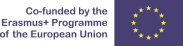 Co-funded by the
Erasmus+ Programme
of the European Union